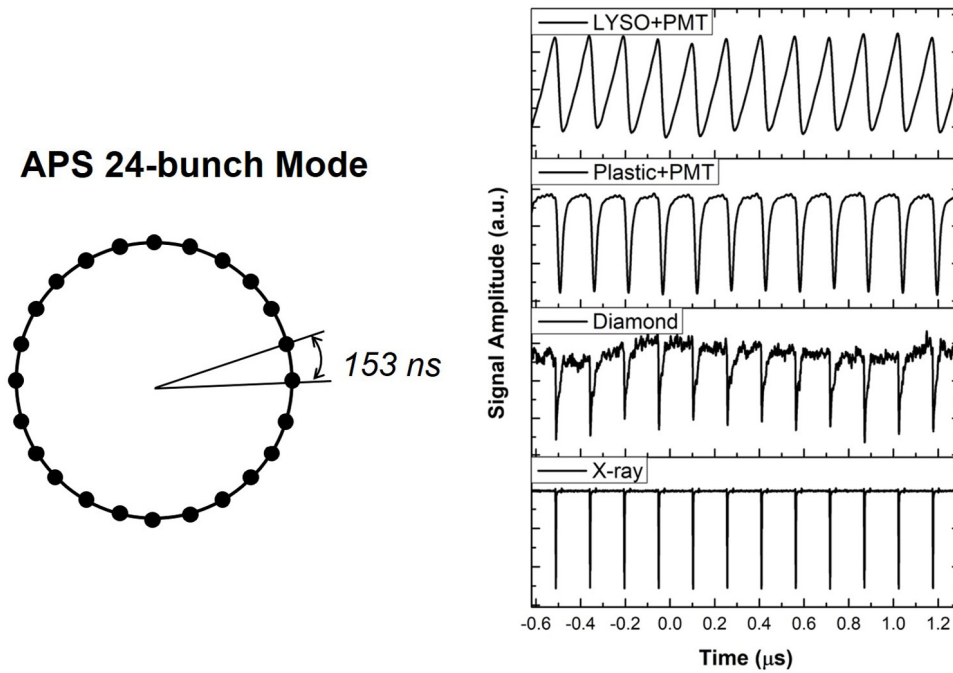 APS 24-bunch Mode
153 ns
LYSO+PMT
Plastic+PMT
Diamond
X-ray
Signal Amplitude (a.u.)
-0.6 -0.4 -0.2 0.0 0.2 0.4 0.6 0.8 1.0 1.2
Time (μs)